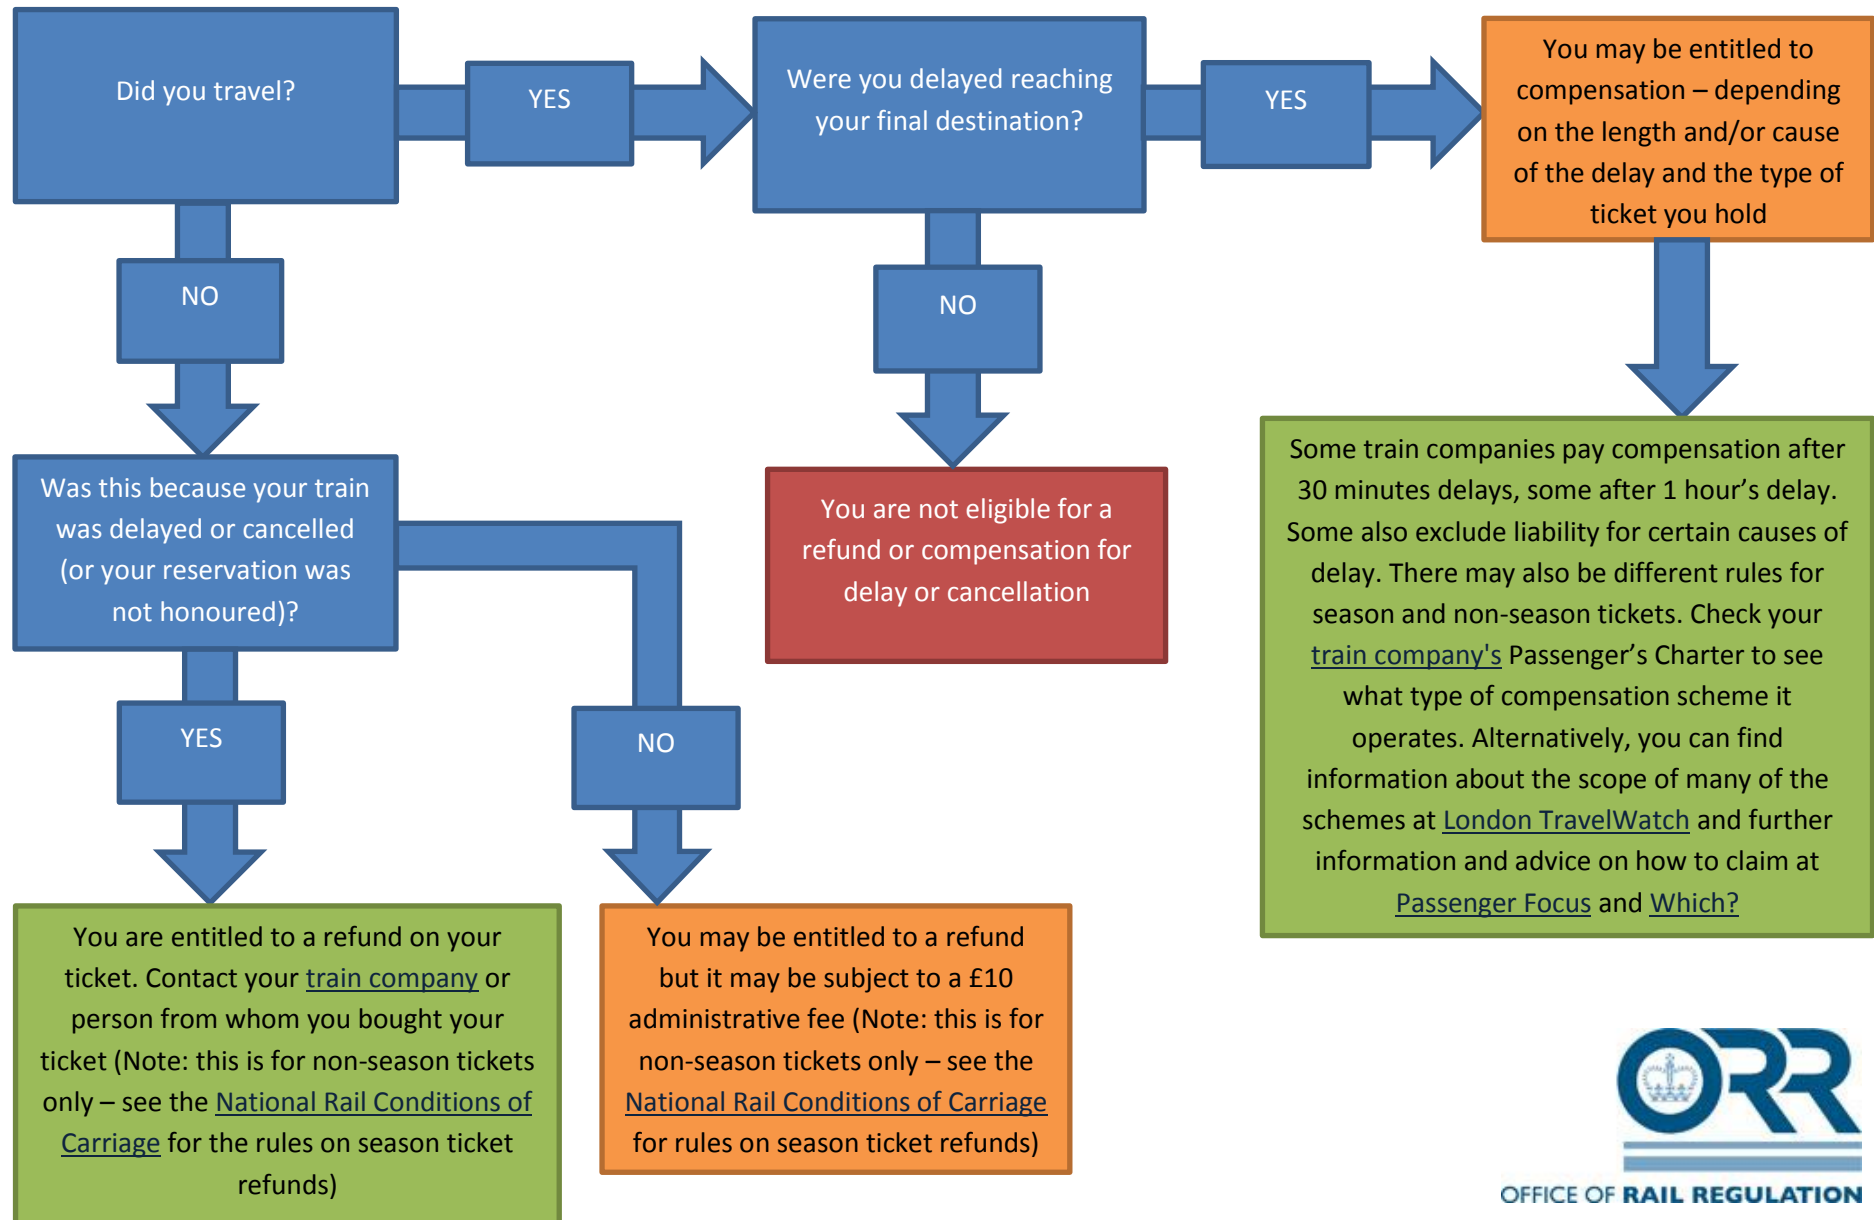 Did you travel?
YES
Were you delayed reaching
your final destination?
YES
You may be entitled to
compensation – depending
on the length and/or cause
of the delay and the type of
ticket you hold
NO
NO
Was this because your train
was delayed or cancelled
(or your reservation was
not honoured)?
You are not eligible for a
refund or compensation for
delay or cancellation
Some train companies pay compensation after
30 minutes delays, some after 1 hour’s delay.
Some also exclude liability for certain causes of
delay. There may also be different rules for
season and non-season tickets. Check your
train company's Passenger’s Charter to see
what type of compensation scheme it
operates. Alternatively, you can find
information about the scope of many of the
schemes at London TravelWatch and further
information and advice on how to claim at
Passenger Focus and Which?
YES
NO
You are entitled to a refund on your
ticket. Contact your train company or
person from whom you bought your
ticket (Note: this is for non-season tickets
only – see the National Rail Conditions of
Carriage for the rules on season ticket
refunds)
You may be entitled to a refund
but it may be subject to a £10
administrative fee (Note: this is for
non-season tickets only – see the
National Rail Conditions of Carriage
for rules on season ticket refunds)
ORR
OFFICE OF RAIL REGULATION